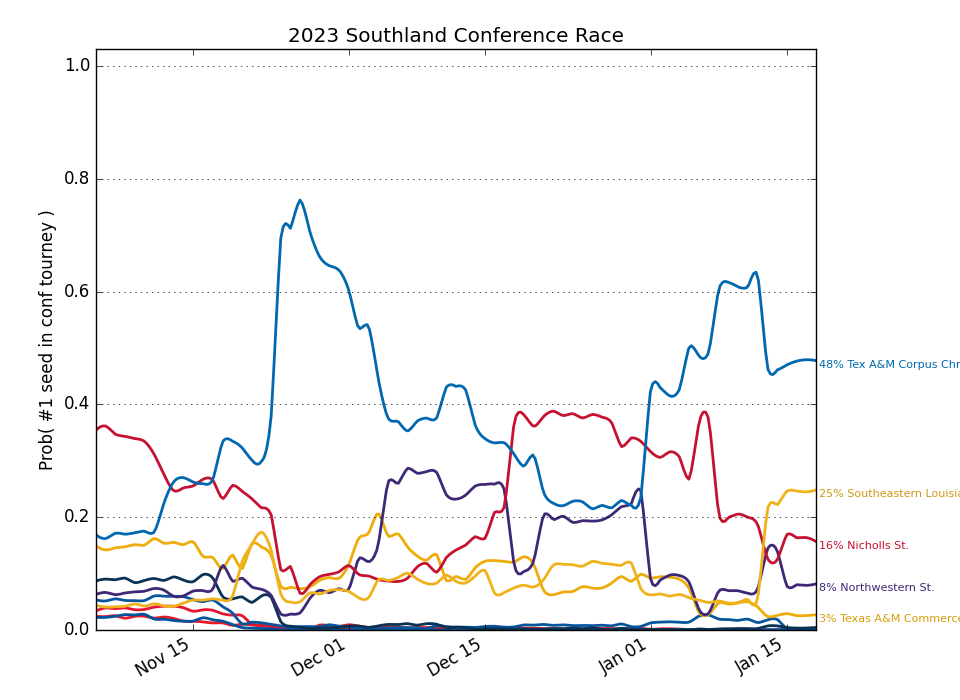 2023 Southland Conference Race
Prob( #1 seed in conf tourney )
1.0
0.8
0.6
0.4
0.2
0.0
48% Tex A&M Corpus Chr
25% Southeastern Louisia
16% Nicholls St.
8% Northwestern St.
3% Texas A&M Commerce
Nov 15
Dec 01
Dec 15
Jan 01
Jan 15